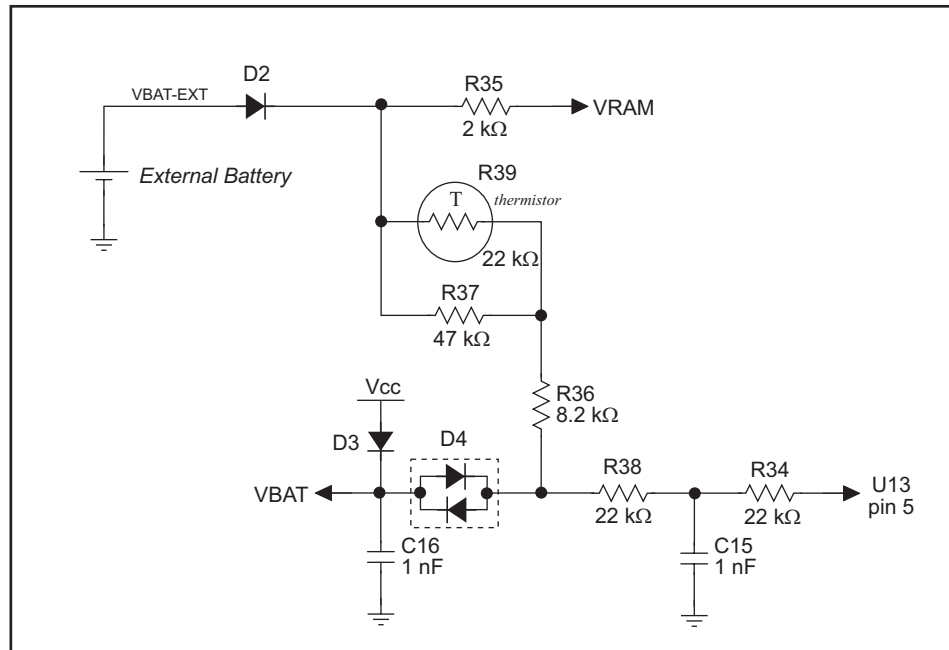 D2
VBAT-EXT
R35
2 kΩ
VRAM
External Battery
R39
thermistor
T
22 kΩ
R37
47 kΩ
R36
8.2 kΩ
Vcc
D3
D4
VBAT
R38
22 kΩ
R34
22 kΩ
U13
pin 5
C16
1 nF
C15
1 nF